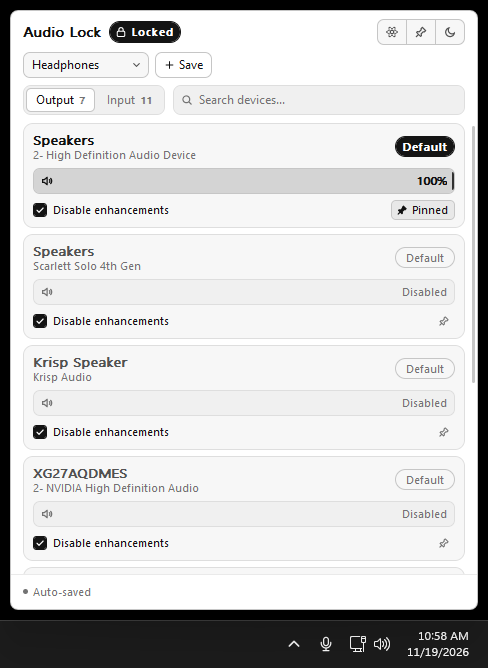 Audio Lock Locked
Headphones + Save
Output 7 Input 11 Search devices...
Speakers
2- High Definition Audio Device
Default
100%
Disable enhancements Pinned
Speakers
Scarlett Solo 4th Gen
Default
Disabled
Disable enhancements
Krisp Speaker
Krisp Audio
Default
Disabled
Disable enhancements
XG27AQDMES
2- NVIDIA High Definition Audio
Default
Disabled
Disable enhancements
Auto-saved
10:58 AM
11/19/2026